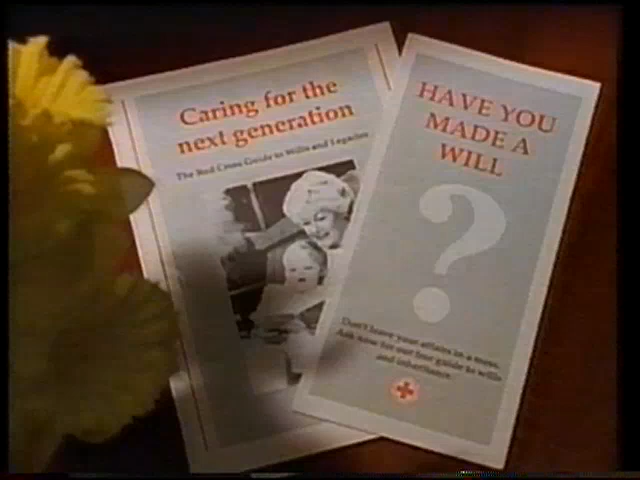 Caring for the
next generation
The Red Cross Guide to Wills and Legacies
HAVE YOU
MADE A
WILL
?
Don't leave your affairs in a mess.
Ask now for our free guide to wills
and inheritance.